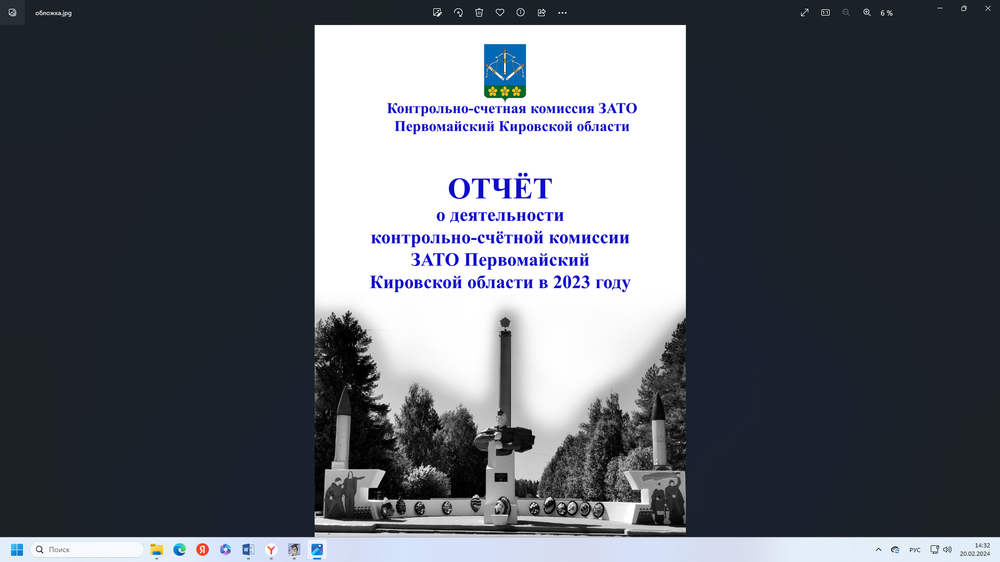 обложка.jpg
6 %
Контрольно-счетная комиссия ЗАТО
Первомайский Кировской области
ОТЧЁТ
о деятельности
контрольно-счётной комиссии
ЗАТО Первомайский
Кировской области в 2023 году
Поиск
РУС
14:32
20.02.2024